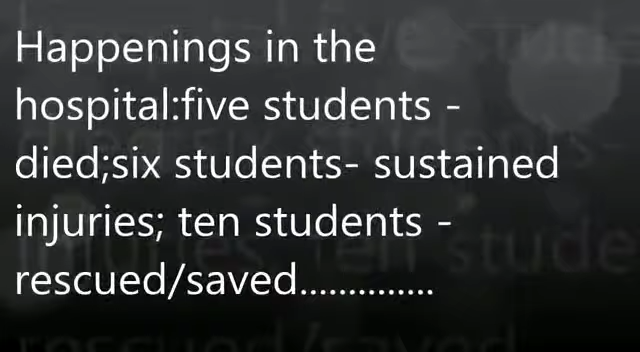 Happenings in the
hospital:five students -
died;six students- sustained
injuries; ten students -
rescued/saved..............